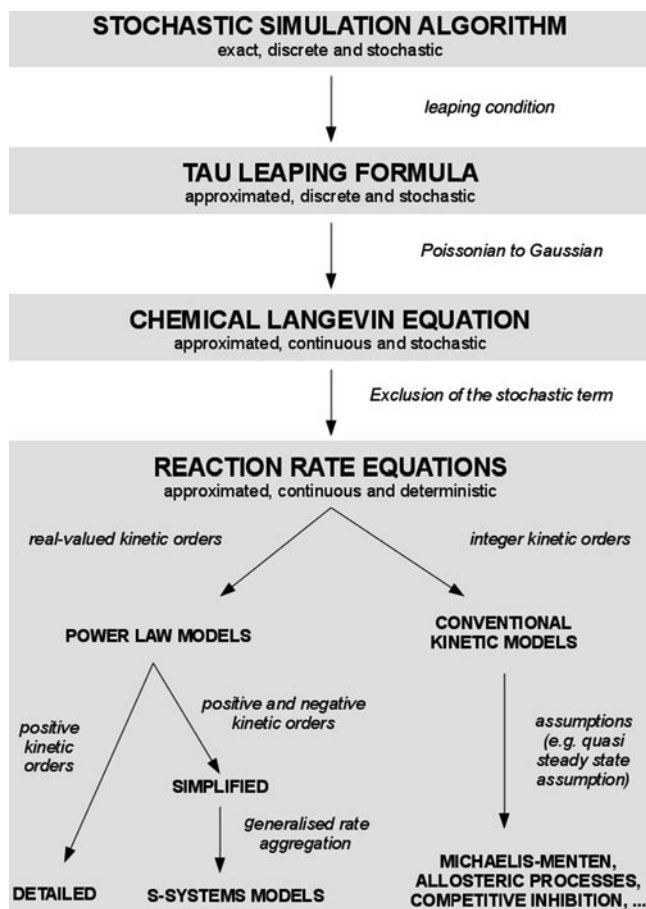 STOCHASTIC SIMULATION ALGORITHM
exact, discrete and stochastic
leaping condition
TAU LEAPING FORMULA
approximated, discrete and stochastic
Poissonian to Gaussian
CHEMICAL LANGEVIN EQUATION
approximated, continuous and stochastic
Exclusion of the stochastic term
REACTION RATE EQUATIONS
approximated, continuous and deterministic
real-valued kinetic orders
integer kinetic orders
POWER LAW MODELS
CONVENTIONAL
KINETIC MODELS
positive
kinetic
orders
positive and negative
kinetic orders
assumptions
(e.g. quasi
steady state
assumption)
SIMPLIFIED
generalised rate
aggregation
DETAILED
S-SYSTEMS MODELS
MICHAELIS-MENTEN,
ALLOSTERIC PROCESSES,
COMPETITIVE INHIBITION, ...